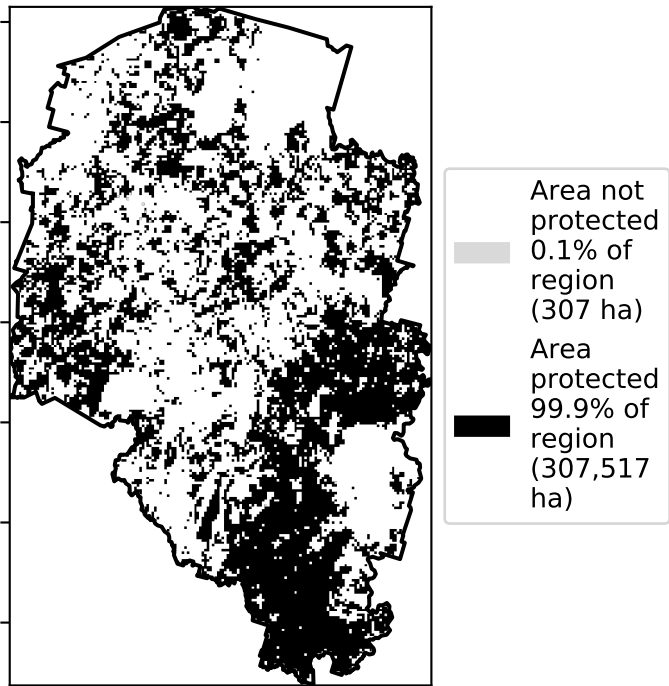 Area not
protected
0.1% of
region
(307 ha)
Area
protected
99.9% of
region
(307,517
ha)